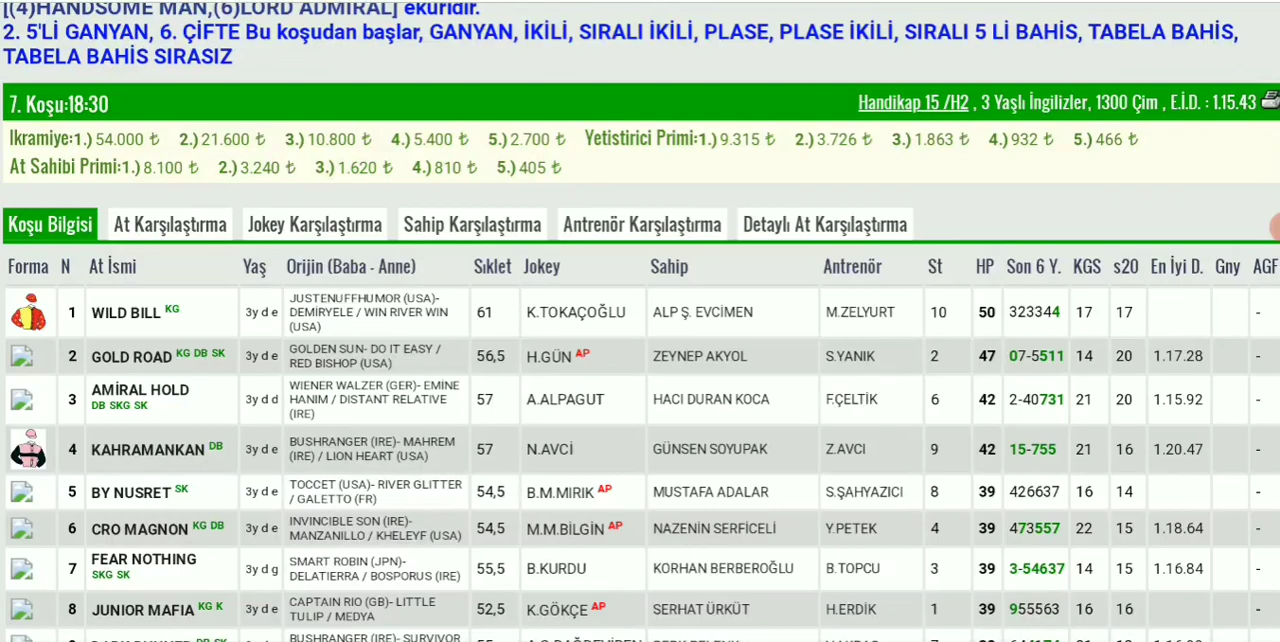 [(4)HANDSOME MAN,(6)LORD ADMIRAL] eküridir.
2. 5'Lİ GANYAN, 6. ÇİFTE Bu koşudan başlar, GANYAN, İKİLİ, SIRALI İKİLİ, PLASE, PLASE İKİLİ, SIRALI 5 Lİ BAHİS, TABELA BAHİS,
TABELA BAHİS SIRASIZ
7. Koşu:18:30 Handikap 15 /H2 , 3 Yaşlı İngilizler, 1300 Çim , E.İ.D. : 1.15.43
Ikramiye:1.) 54.000 ₺ 2.) 21.600 ₺ 3.) 10.800 ₺ 4.) 5.400 ₺ 5.) 2.700 ₺ Yetistirici Primi:1.) 9.315 ₺ 2.) 3.726 ₺ 3.) 1.863 ₺ 4.) 932 ₺ 5.) 466 ₺
At Sahibi Primi:1.) 8.100 ₺ 2.) 3.240 ₺ 3.) 1.620 ₺ 4.) 810 ₺ 5.) 405 ₺
Koşu Bilgisi At Karşılaştırma Jokey Karşılaştırma Sahip Karşılaştırma Antrenör Karşılaştırma Detaylı At Karşılaştırma
Forma N At İsmi Yaş Orijin (Baba - Anne) Sıklet Jokey Sahip Antrenör St HP Son 6 Y. KGS s20 En İyi D. Gny AGF
1 WILD BILL KG 3y d e JUSTENUFFHUMOR (USA)- DEMİRYELE / WIN RIVER WIN (USA) 61 K.TOKAÇOĞLU ALP Ş. EVCİMEN M.ZELYURT 10 50 323344 17 17 -
2 GOLD ROAD KG DB SK 3y d e GOLDEN SUN- DO IT EASY / RED BISHOP (USA) 56,5 H.GÜN AP ZEYNEP AKYOL S.YANIK 2 47 07-5511 14 20 1.17.28 -
3 AMİRAL HOLD DB SKG SK 3y d d WIENER WALZER (GER)- EMINE HANIM / DISTANT RELATIVE (IRE) 57 A.ALPAGUT HACI DURAN KOCA F.ÇELTİK 6 42 2-40731 21 20 1.15.92 -
4 KAHRAMANKAN DB 3y d e BUSHRANGER (IRE)- MAHREM (IRE) / LION HEART (USA) 57 N.AVCİ GÜNSEN SOYUPAK Z.AVCI 9 42 15-755 21 16 1.20.47 -
5 BY NUSRET SK 3y d e TOCCET (USA)- RIVER GLITTER / GALETTO (FR) 54,5 B.M.MIRIK AP MUSTAFA ADALAR S.ŞAHYAZICI 8 39 426637 16 14 -
6 CRO MAGNON KG DB 3y d e INVINCIBLE SON (IRE)- MANZANILLO / KHELEYF (USA) 54,5 M.M.BİLGİN AP NAZENİN SERFİCELİ Y.PETEK 4 39 473557 22 15 1.18.64 -
7 FEAR NOTHING SKG SK 3y d g SMART ROBIN (JPN)- DELATIERRA / BOSPORUS (IRE) 55,5 B.KURDU KORHAN BERBEROĞLU B.TOPCU 3 39 3-54637 14 15 1.16.84 -
8 JUNIOR MAFIA KG K 3y d e CAPTAIN RIO (GB)- LITTLE TULIP / MEDYA 52,5 K.GÖKÇE AP SERHAT ÜRKÜT H.ERDİK 1 39 955563 16 16 -
BUSHRANGER (IRE)- SURVIVOR